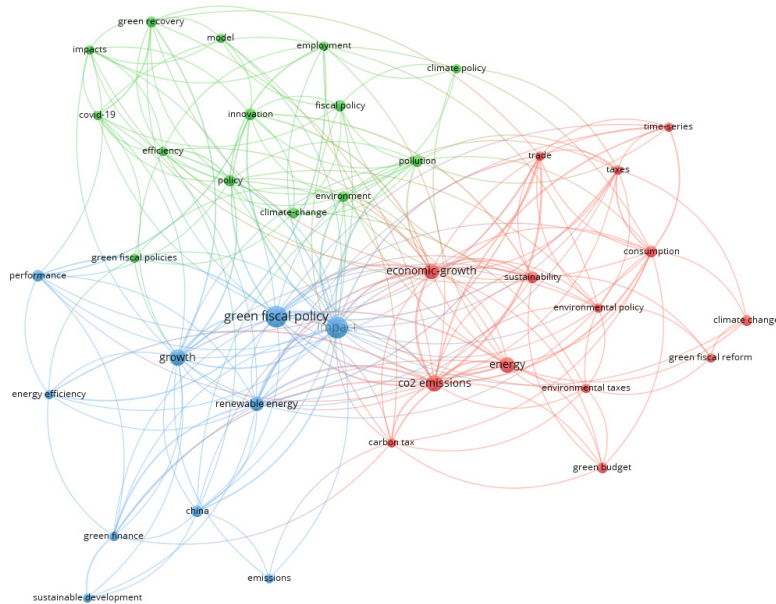 green recovery
model
employment
impacts
climate policy
fiscal policy
covid-19
innovation
time-series
efficiency
trade
pollution
taxes
policy
environment
climate-change
consumption
green fiscal policies
economic-growth
performance
sustainability
environmental policy
green fiscal policy
impact
climate change
growth
green fiscal reform
energy
co2 emissions
energy efficiency
environmental taxes
renewable energy
carbon tax
green budget
china
green finance
emissions
sustainable development